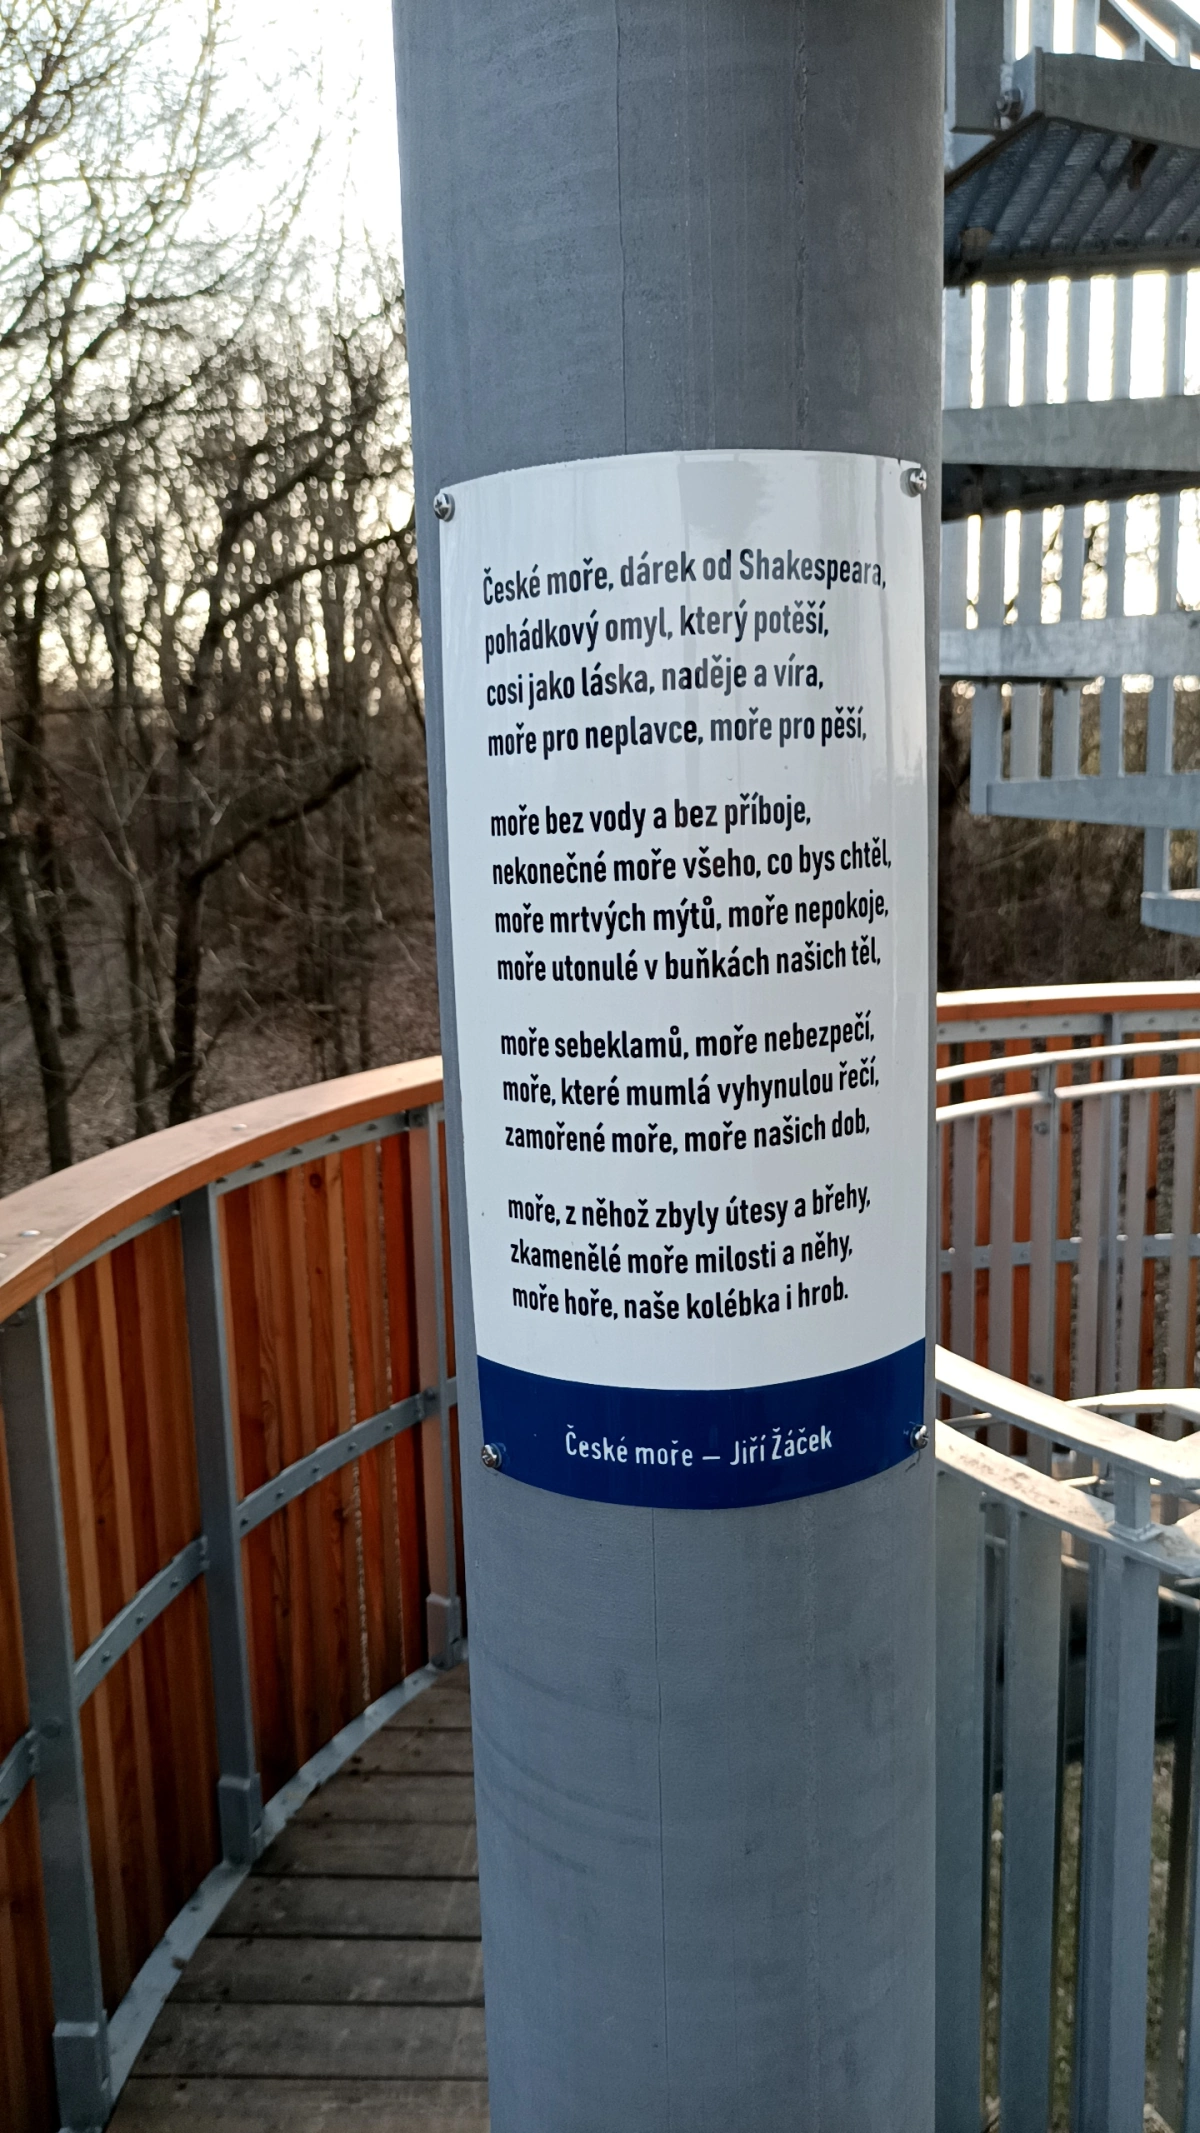 České moře, dárek od Shakespeara,
pohádkový omyl, který potěší,
cosi jako láska, naděje a víra,
moře pro neplavce, moře pro pěší,
moře bez vody a bez příboje,
nekonečné moře všeho, co bys chtěl,
moře mrtvých mýtů, moře nepokoje,
moře utonulé v buňkách našich těl,
moře sebeklamů, moře nebezpečí,
moře, které mumlá vyhynulou řečí,
zamořené moře, moře našich dob,
moře, z něhož zbyly útesy a břehy,
zkamenělé moře milosti a něhy,
moře hoře, naše kolébka i hrob.
České moře – Jiří Žáček